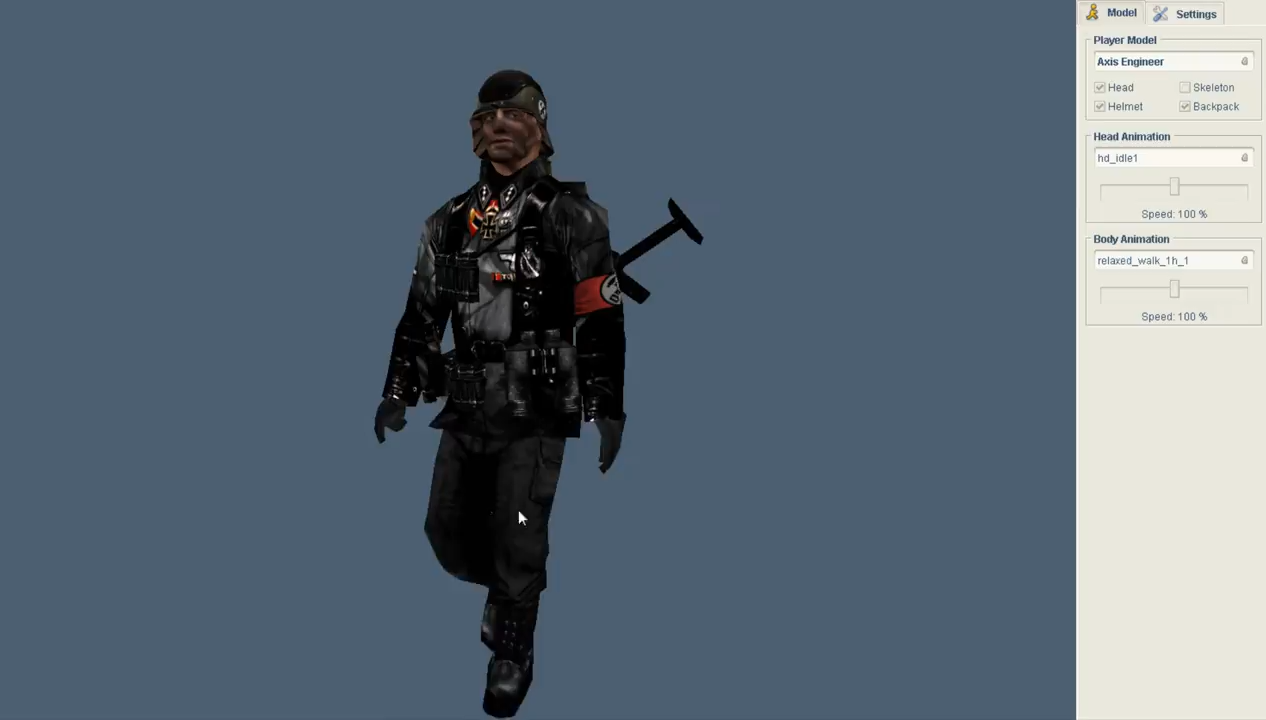 Model Settings
Player Model
Axis Engineer
Head Skeleton
Helmet Backpack
Head Animation
hd_idle1
Speed: 100 %
Body Animation
relaxed_walk_1h_1
Speed: 100 %